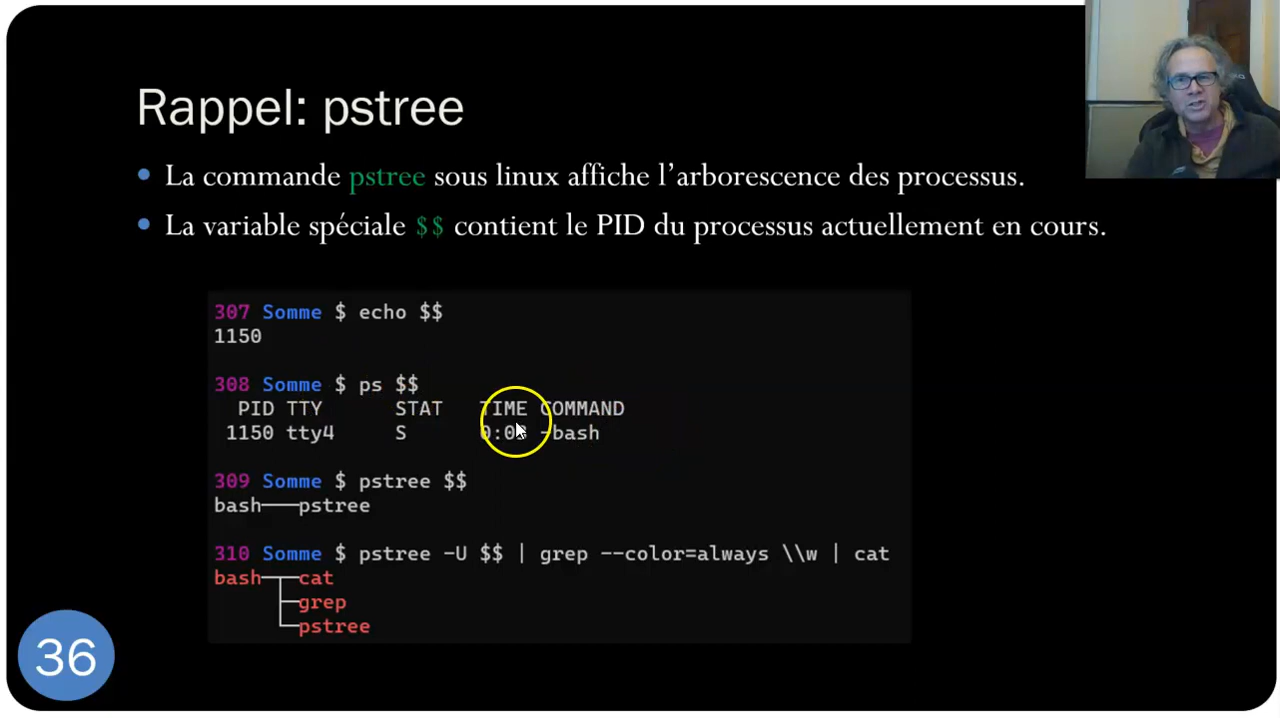 Rappel: pstree
• La commande pstree sous linux affiche l’arborescence des processus.
• La variable spéciale $$ contient le PID du processus actuellement en cours.
307 Somme $ echo $$
1150
308 Somme $ ps $$
PID TTY STAT TIME COMMAND
1150 tty4 S -bash
309 Somme $ pstree $$
bash───pstree
310 Somme $ pstree -U $$ | grep --color=always \\w | cat
bash─┬─cat
├─grep
└─pstree
36